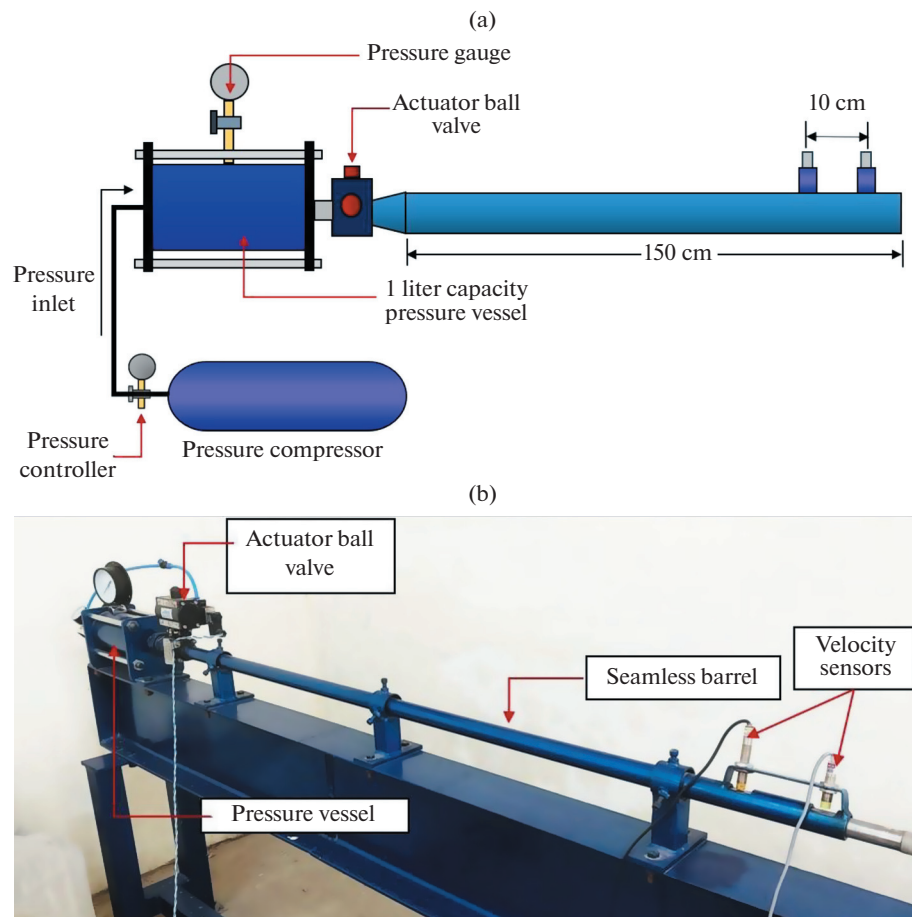 (a)
Pressure gauge
Actuator ball
valve
10 cm
150 cm
Pressure
inlet
1 liter capacity
pressure vessel
Pressure
controller
Pressure compressor
(b)
Actuator ball
valve
Velocity
sensors
Seamless barrel
Pressure vessel